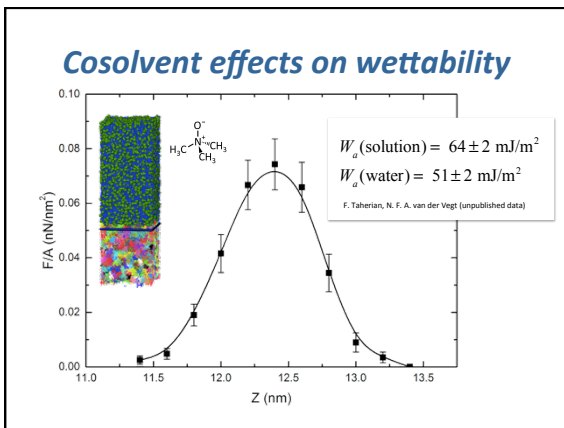 Cosolvent effects on wettability
0.10
0.08
0.06
0.04
0.02
0.00
F/A (nN/nm²)
O⁻
N⁺
H₃C
CH₃
CH₃
Wₐ(solution) = 64±2 mJ/m²
Wₐ(water) = 51±2 mJ/m²
F. Taherian, N. F. A. van der Vegt (unpublished data)
11.0 11.5 12.0 12.5 13.0 13.5
Z (nm)